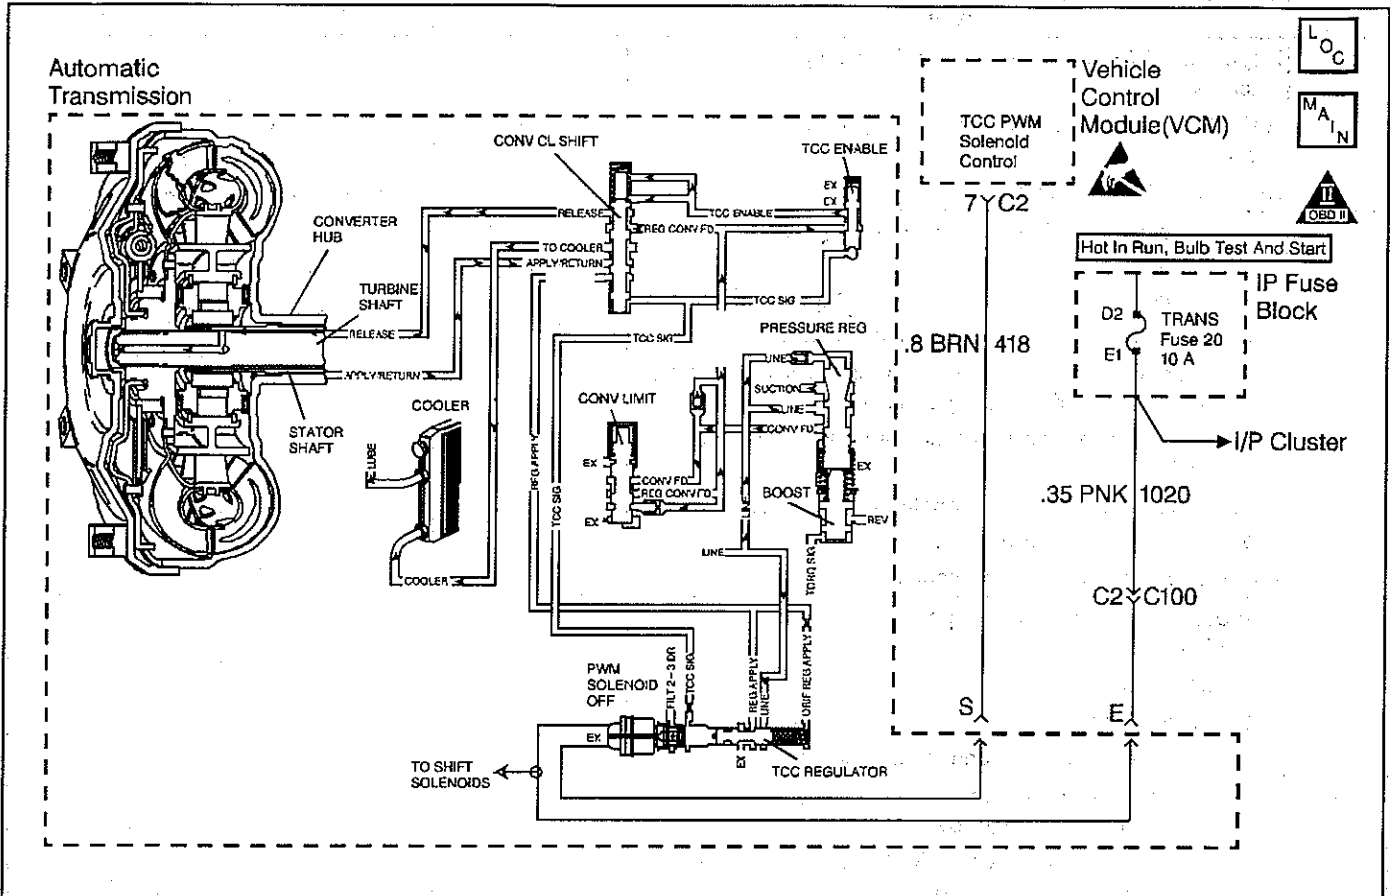 Automatic
Transmission
CONV CL SHIFT
TCC ENABLE
EX
EX
RELEASE
TCC ENABLE
REG CONV FD
TO COOLER
APPLY/RETURN
CONVERTER
HUB
TURBINE
SHAFT
RELEASE
APPLY/RETURN
STATOR
SHAFT
TCC SIG
TCC SIG
PRESSURE REG
LINE
SUCTION
LINE
CONV FD
COOLER
LUBE
COOLER
CONV LIMIT
EX
CONV FD
REG CONV FD
EX
REG APPLY
TCC SIG
LINE
LINE
EX
BOOST
REV
TORQ SIG
PWM
SOLENOID
OFF
EX
FILT 2-3 DR
TCC SIG
REG APPLY
LINE
ORIF REG APPLY
EX
TCC REGULATOR
TO SHIFT
SOLENOIDS
TCC PWM
Solenoid
Control
Vehicle
Control
Module(VCM)
LOC
MAIN
II
OBD II
7 C2
Hot In Run, Bulb Test And Start
IP Fuse
Block
D2
E1
TRANS
Fuse 20
10 A
.8 BRN 418
I/P Cluster
.35 PNK 1020
C2 C100
S
E